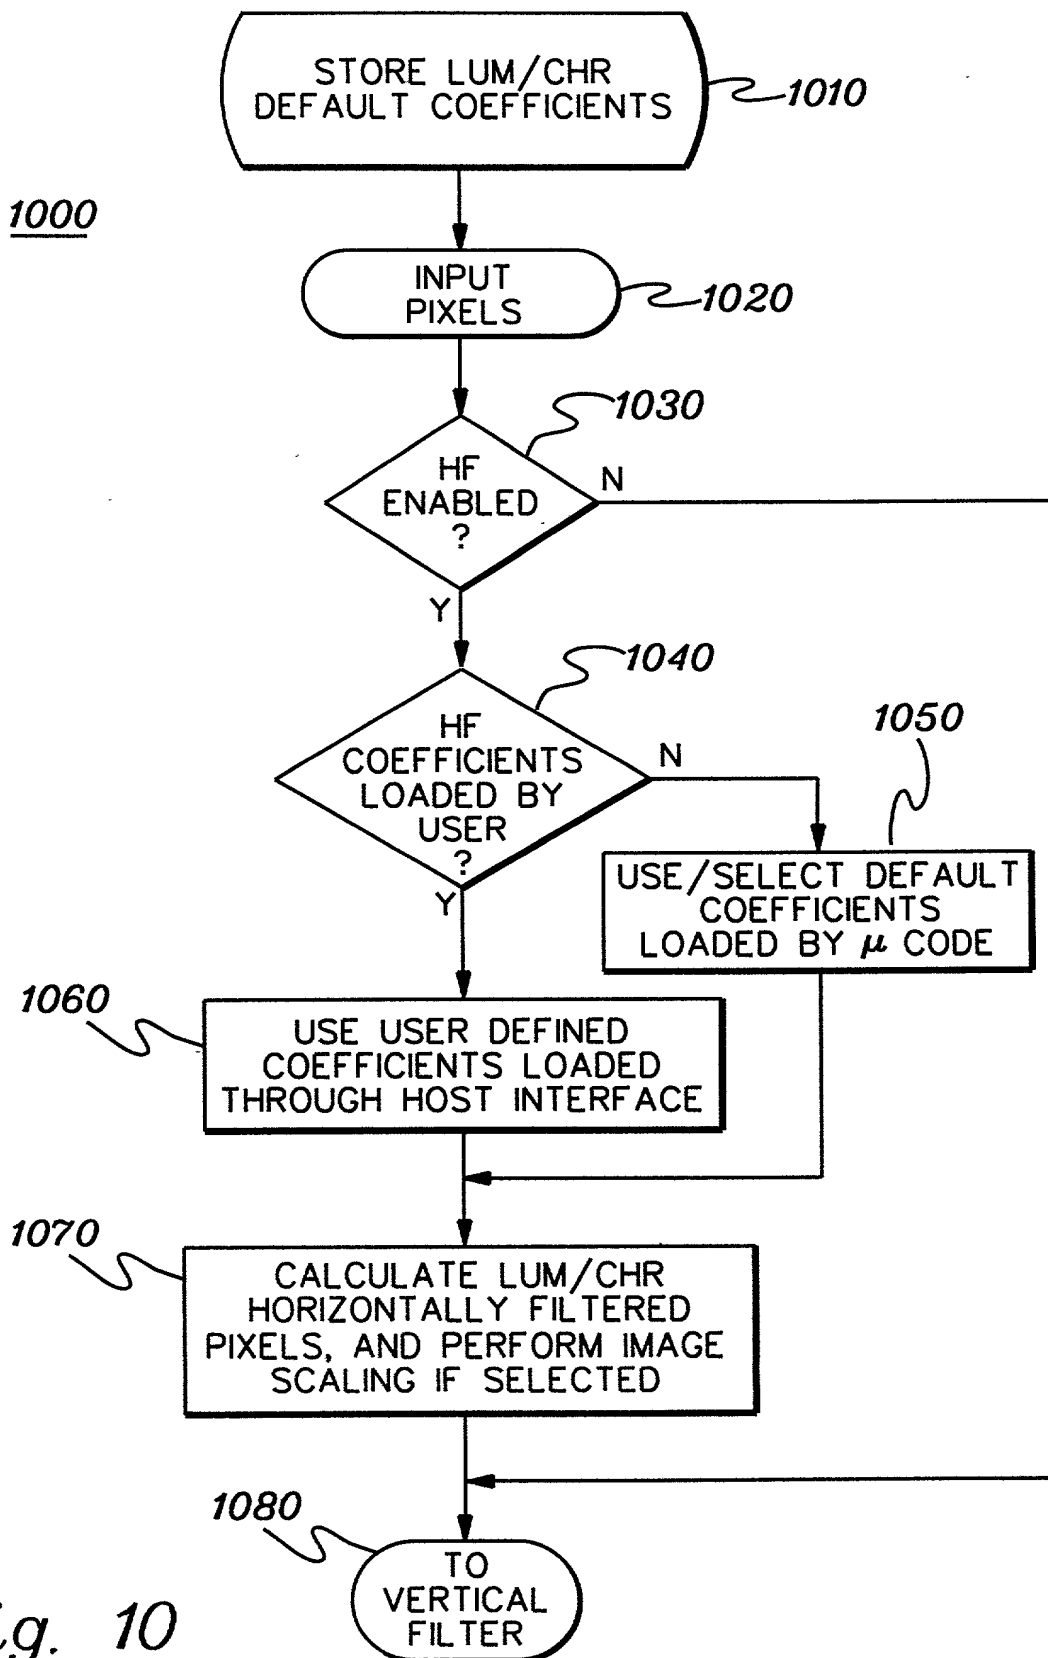 STORE LUM/CHR
DEFAULT COEFFICIENTS
1010
1000
INPUT
PIXELS
1020
1030
HF
ENABLED
?
N
Y
1040
HF
COEFFICIENTS
LOADED BY
USER
?
N
Y
1050
USE/SELECT DEFAULT
COEFFICIENTS
LOADED BY μ CODE
1060
USE USER DEFINED
COEFFICIENTS LOADED
THROUGH HOST INTERFACE
1070
CALCULATE LUM/CHR
HORIZONTALLY FILTERED
PIXELS, AND PERFORM IMAGE
SCALING IF SELECTED
1080
TO
VERTICAL
FILTER
ig. 10